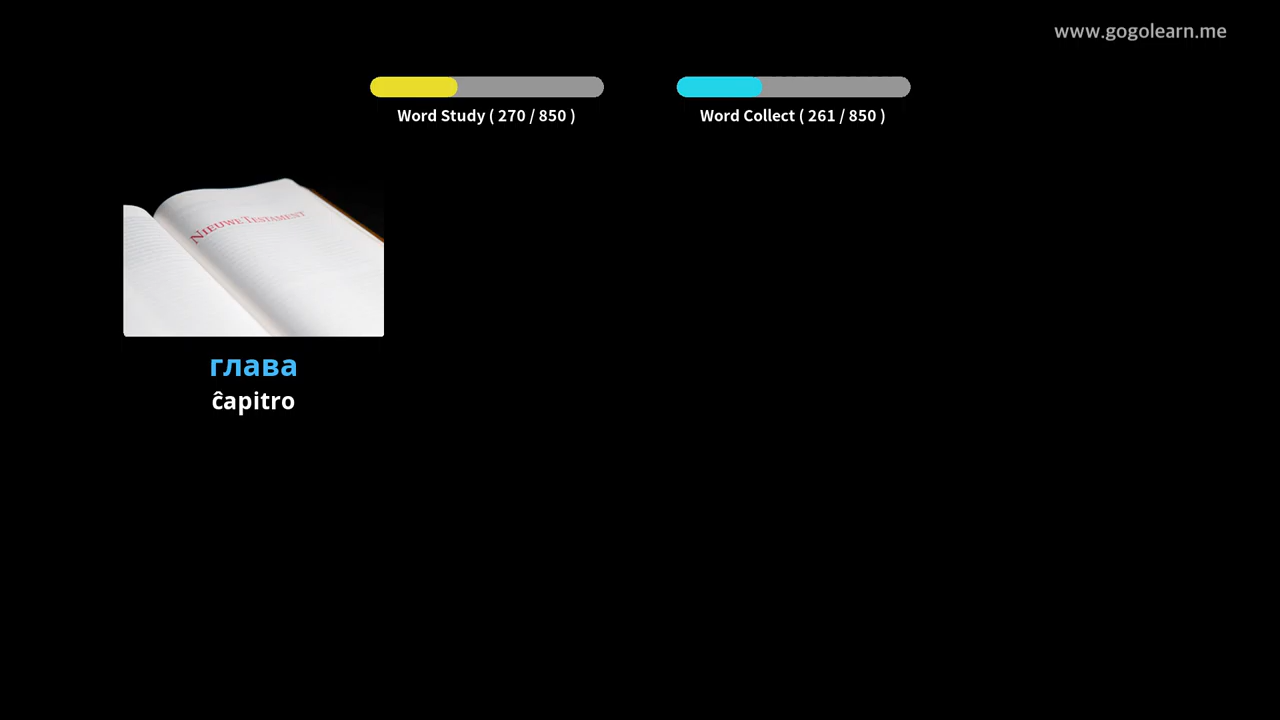 www.gogolearn.me
Word Study ( 270 / 850 )
Word Collect ( 261 / 850 )
NIEUWE TESTAMENT
глава
ĉapitro